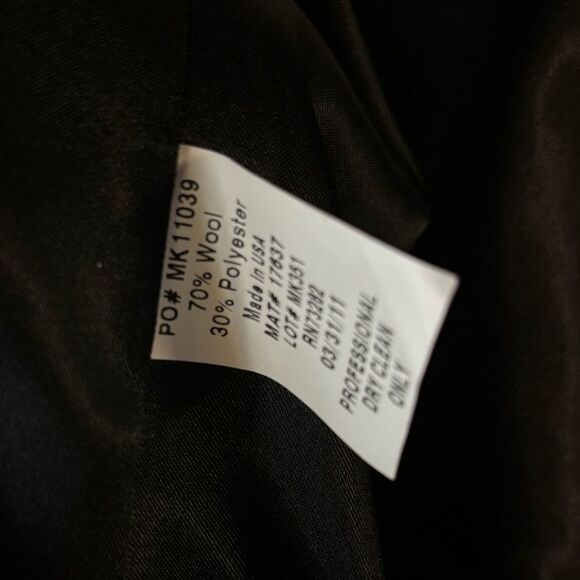 PO# MK11039
70% Wool
30% Polyester
Made in USA
MAT# 17637
LOT# MK351
RN73282
03/31/11
PROFESSIONAL
DRY CLEAN
ONLY